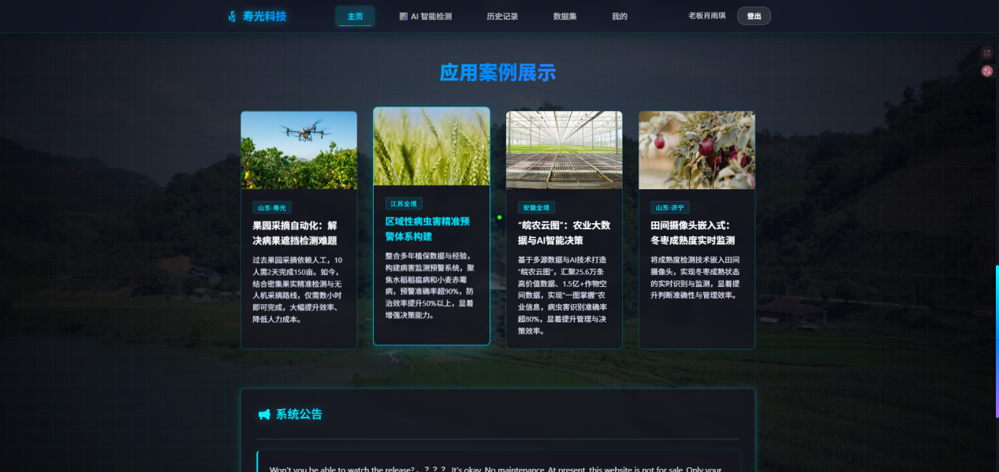 寿光科技
主页
AI 智能检测
历史记录
数据集
我的
老板肖雨琪
登出
应用案例展示
山东·寿光
果园采摘自动化：解
决病果遮挡检测难题
过去果园采摘依赖人工，10
人需2天完成150亩。如今，
结合密集果实精准检测与无
人机采摘路线，仅需数小时
即可完成，大幅提升效率、
降低人力成本。
江苏全境
区域性病虫害精准预
警体系构建
整合多年植保数据与经验，
构建病害监测预警系统，聚
焦水稻稻瘟病和小麦赤霉
病，预警准确率超90%，防
治效率提升50%以上，显着
增强决策能力。
安徽全境
“皖农云图”：农业大数
据与AI智能决策
基于多源数据与AI技术打造
“皖农云图”，汇聚25.6万条
高价值数据、1.5亿+作物空
间数据，实现“一图掌握”农
业信息，病虫害识别准确率
超80%，显着提升管理与决
策效率。
山东·济宁
田间摄像头嵌入式：
冬枣成熟度实时监测
将成熟度检测技术嵌入田间
摄像头，实现冬枣成熟状态
的实时识别与监测，显着提
升判断准确性与管理效率。
系统公告
Won't you be able to watch the release? 。？？？ It's okay. No maintenance. At present, this website is not for sale. Only your